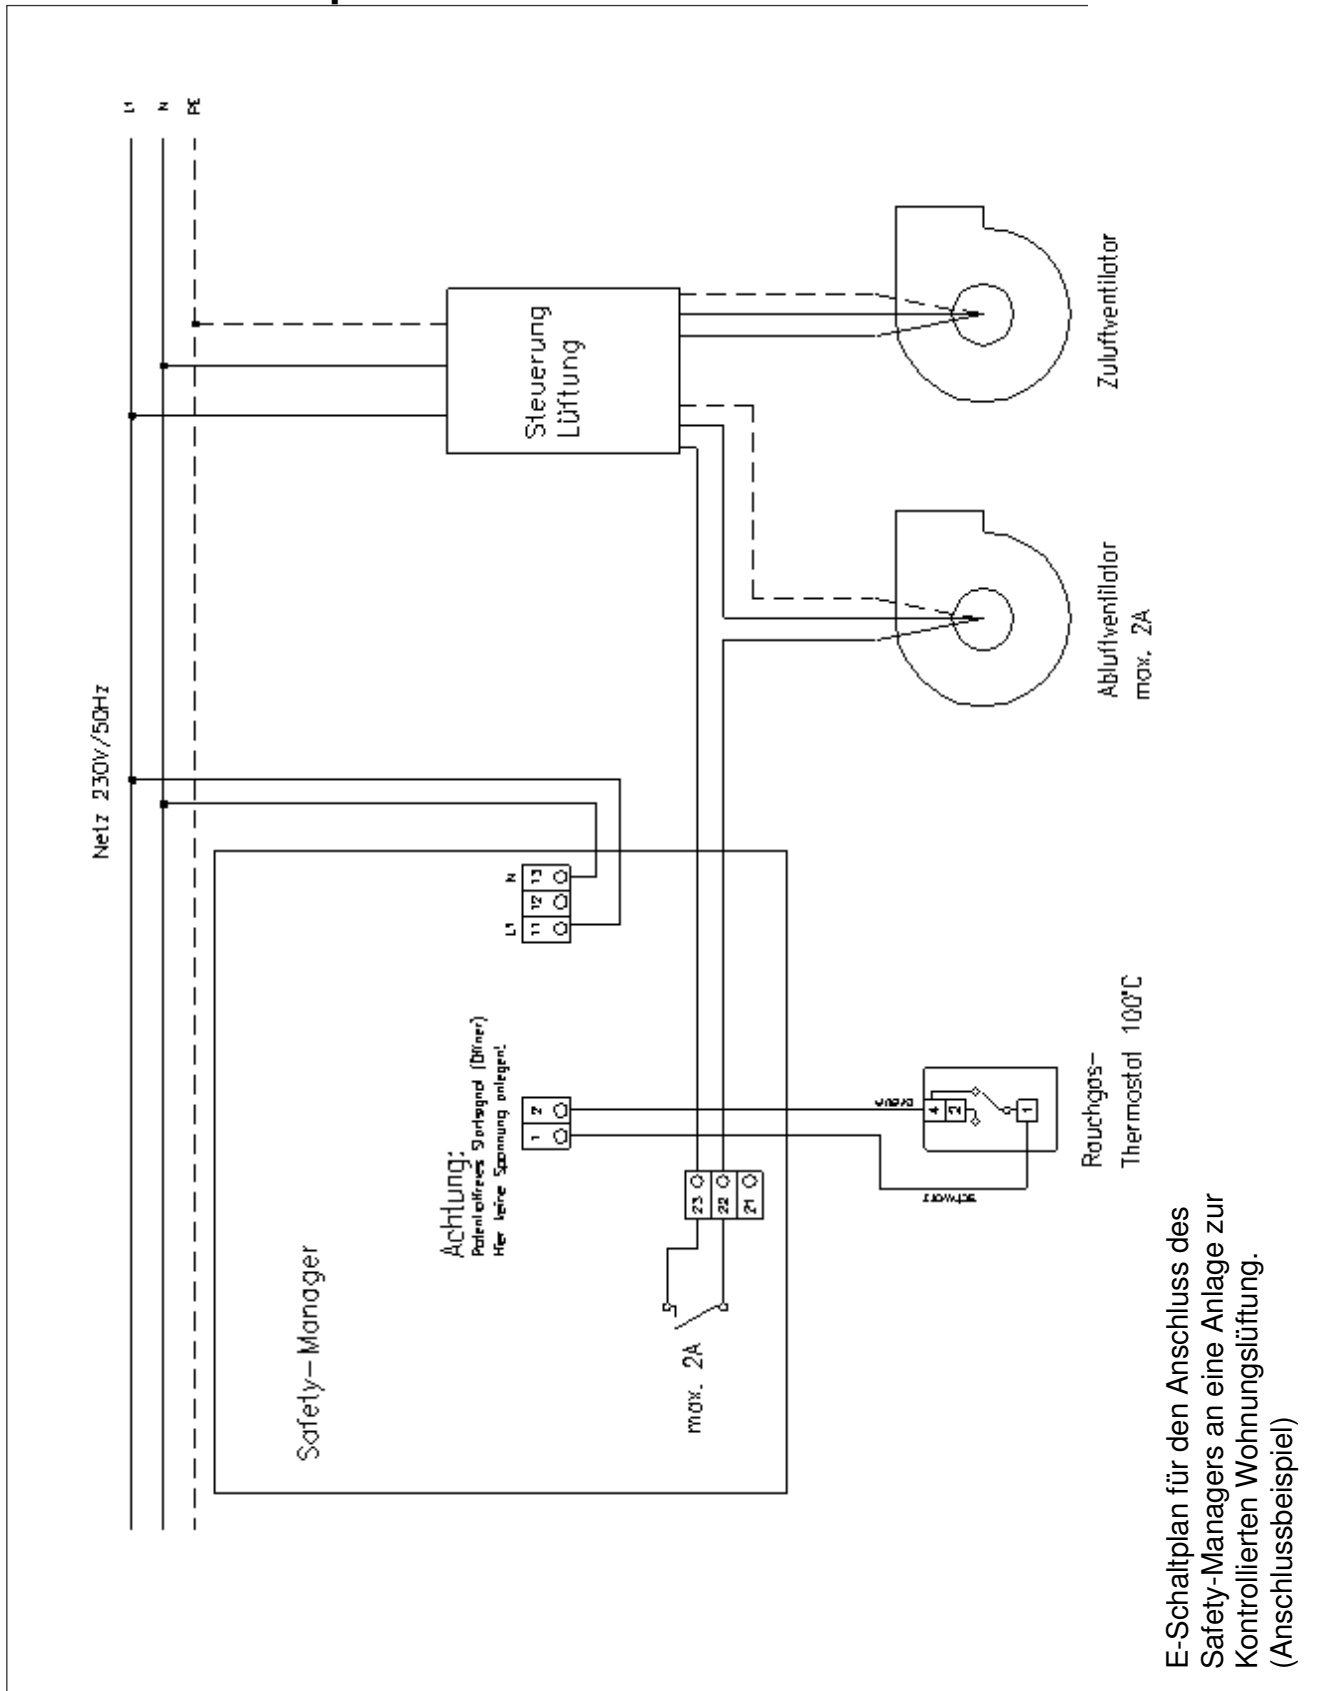 L1
N
PE
Netz 230V/50Hz
Safety-Manager
Achtung:
Potentialfreies Startsignal (Öffner)
Hier keine Spannung anlegen!
L1
N
11
12
13
1
2
23
22
21
max. 2A
Steuerung
Lüftung
braun
schwarz
4
2
1
Rauchgas-
Thermostat 100°C
Abluftventilator
max. 2A
Zuluftventilator
E-Schaltplan für den Anschluss des
Safety-Managers an eine Anlage zur
Kontrollierten Wohnungslüftung.
(Anschlussbeispiel)